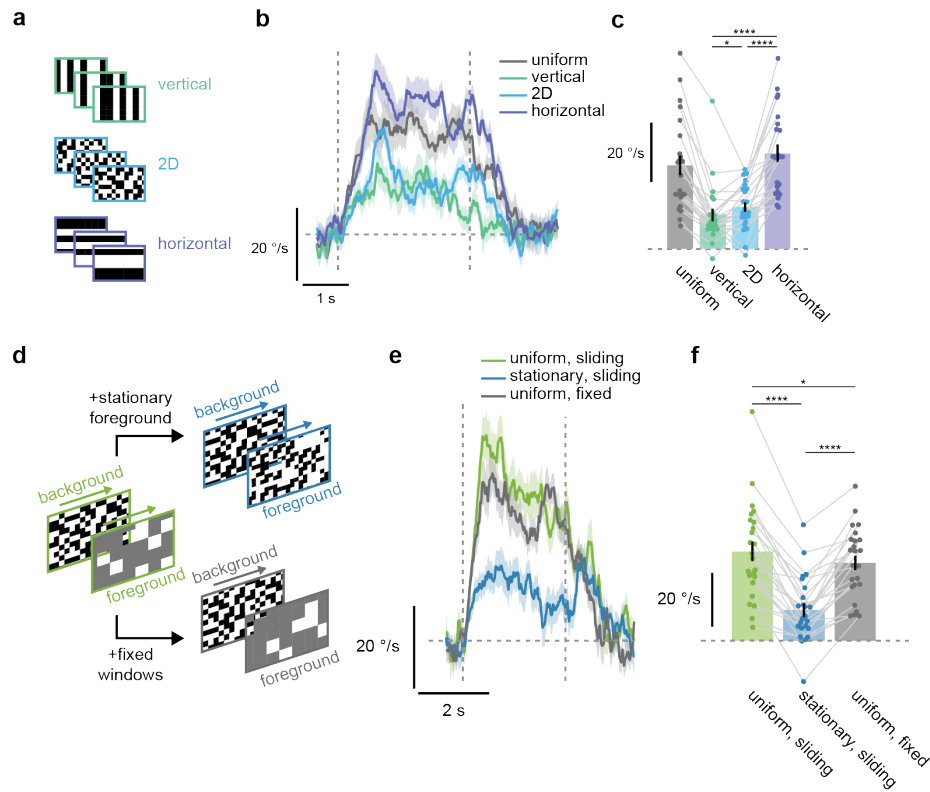 a
vertical
2D
horizontal
b
uniform
vertical
2D
horizontal
20 °/s
1 s
c
****
* ****
20 °/s
uniform
vertical
2D
horizontal
d
+stationary
foreground
background
foreground
background
foreground
background
foreground
+fixed
windows
e
uniform, sliding
stationary, sliding
uniform, fixed
20 °/s
2 s
f
*
****
****
20 °/s
uniform, sliding
stationary, sliding
uniform, fixed